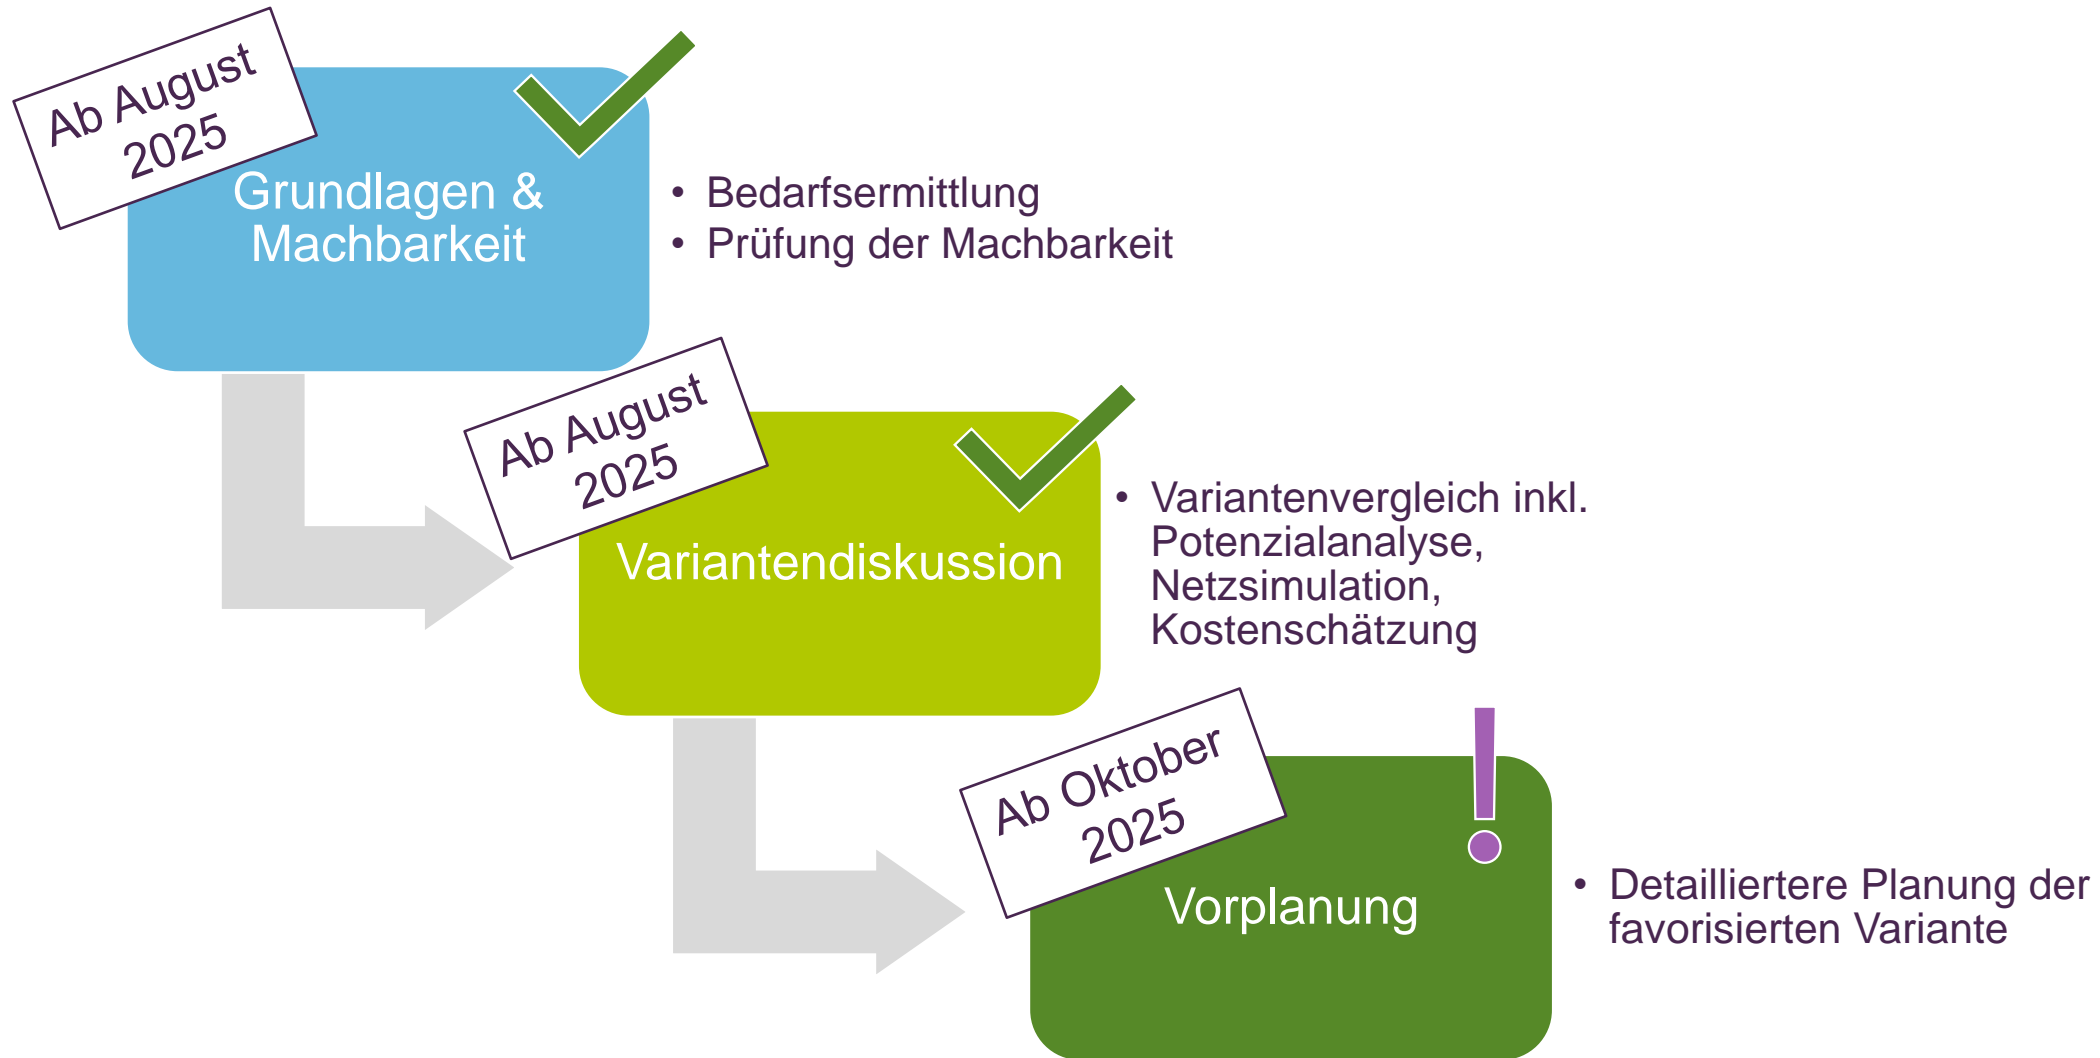 Ab August
2025
Grundlagen &
Machbarkeit
• Bedarfsermittlung
• Prüfung der Machbarkeit
Ab August
2025
Variantendiskussion
• Variantenvergleich inkl.
Potenzialanalyse,
Netzsimulation,
Kostenschätzung
Ab Oktober
2025
Vorplanung
• Detailliertere Planung der
favorisierten Variante